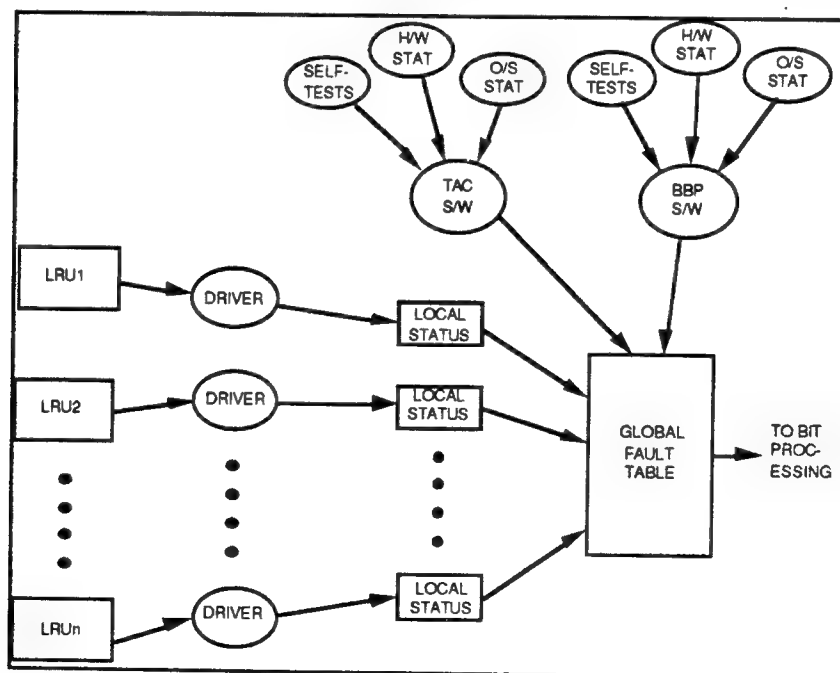 H/W
STAT
SELF-
TESTS
O/S
STAT
H/W
STAT
SELF-
TESTS
O/S
STAT
TAC
S/W
BBP
S/W
LRU1
DRIVER
LOCAL
STATUS
LRU2
DRIVER
LOCAL
STATUS
GLOBAL
FAULT
TABLE
TO BIT
PROC-
ESSING
LRUn
DRIVER
LOCAL
STATUS